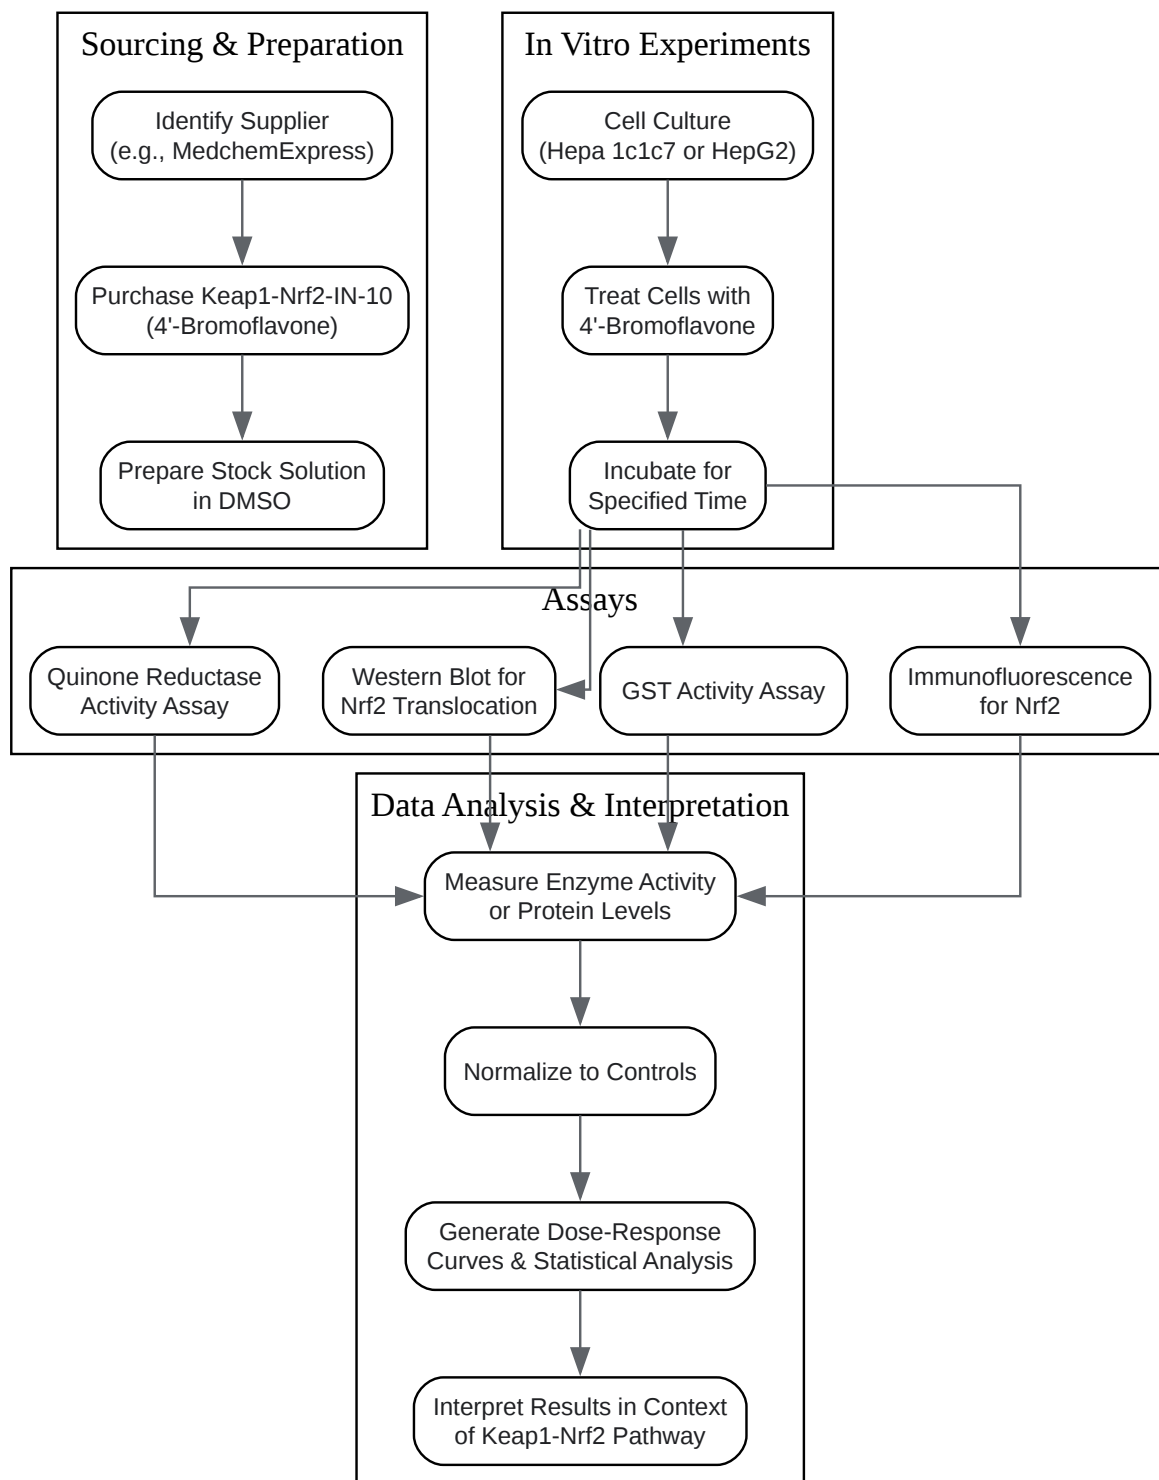 Sourcing & Preparation
Identify Supplier
(e.g., MedchemExpress)
Purchase Keap1-Nrf2-IN-10
(4'-Bromoflavone)
Prepare Stock Solution
in DMSO
In Vitro Experiments
Cell Culture
(Hepa 1c1c7 or HepG2)
Treat Cells with
4'-Bromoflavone
Incubate for
Specified Time
Assays
Quinone Reductase
Activity Assay
Western Blot for
Nrf2 Translocation
GST Activity Assay
Immunofluorescence
for Nrf2
Data Analysis & Interpretation
Measure Enzyme Activity
or Protein Levels
Normalize to Controls
Generate Dose-Response
Curves & Statistical Analysis
Interpret Results in Context
of Keap1-Nrf2 Pathway